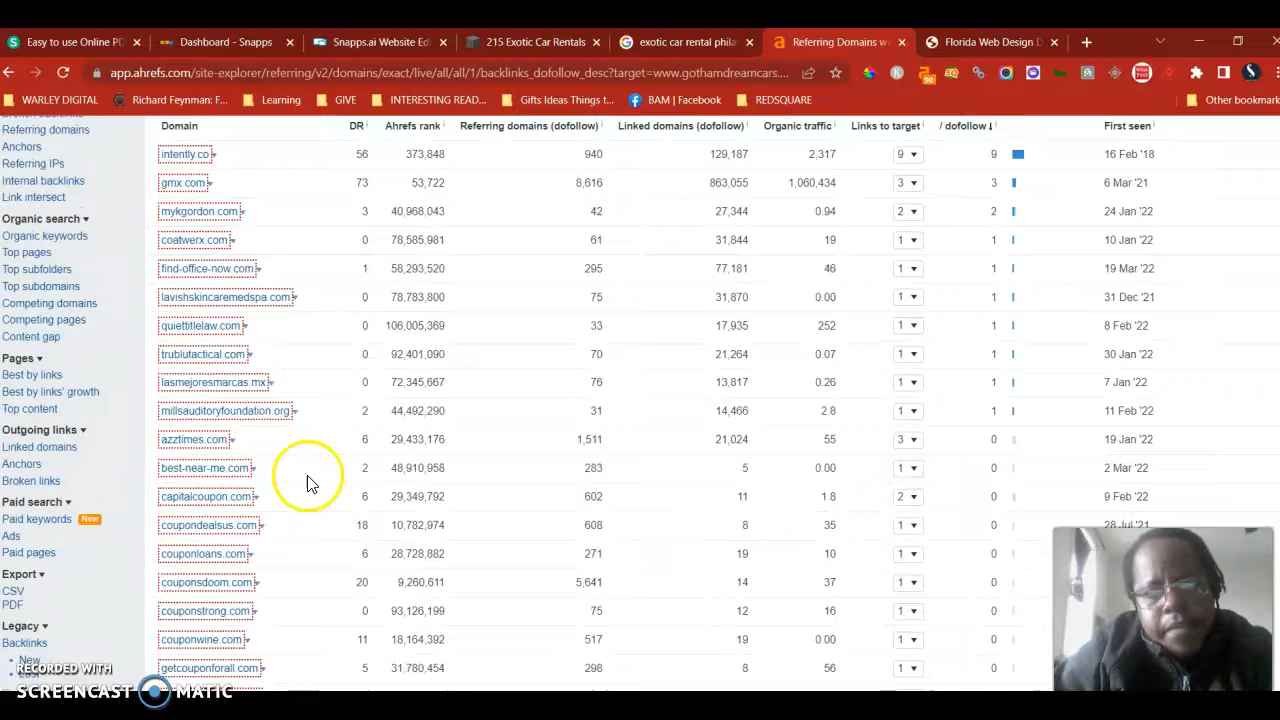 Easy to use Online PD
Dashboard - Snapps
Snapps.ai Website Edi
215 Exotic Car Rentals
exotic car rental phila
Referring Domains w
Florida Web Design D
app.ahrefs.com/site-explorer/referring/v2/domains/exact/live/all/all/1/backlinks_dofollow_desc?target=www.gothamdreamcars....
WARLEY DIGITAL
Richard Feynman: F...
Learning
GIVE
INTERESTING READ...
Gifts Ideas Things t...
BAM | Facebook
REDSQUARE
Other bookmark
Referring domains
Anchors
Referring IPs
Internal backlinks
Link intersect
Organic search
Organic keywords
Top pages
Top subfolders
Top subdomains
Competing domains
Competing pages
Content gap
Pages
Best by links
Best by links' growth
Top content
Outgoing links
Linked domains
Anchors
Broken links
Paid search
Paid keywords New
Ads
Paid pages
Export
CSV
PDF
Legacy
Backlinks
New
Domain DR Ahrefs rank Referring domains (dofollow) Linked domains (dofollow) Organic traffic Links to target / dofollow First seen
intently.co 56 373,848 940 129,187 2,317 9 9 16 Feb '18
gmx.com 73 53,722 8,616 863,055 1,060,434 3 3 6 Mar '21
mykgordon.com 3 40,968,043 42 27,344 0.94 2 2 24 Jan '22
coatwerx.com 0 78,585,981 61 31,844 19 1 1 10 Jan '22
find-office-now.com 1 58,293,520 295 77,181 46 1 1 19 Mar '22
lavishskincaremedspa.com 0 78,783,800 75 31,870 0.00 1 1 31 Dec '21
quiettitlelaw.com 0 106,005,369 33 17,935 252 1 1 8 Feb '22
trublutactical.com 0 92,401,090 70 21,264 0.07 1 1 30 Jan '22
lasmejoresmarcas.mx 0 72,345,667 76 13,817 0.26 1 1 7 Jan '22
millsauditoryfoundation.org 2 44,492,290 31 14,466 2.8 1 1 11 Feb '22
azztimes.com 6 29,433,176 1,511 21,024 55 3 0 19 Jan '22
best-near-me.com 2 48,910,958 283 5 0.00 1 0 2 Mar '22
capitalcoupon.com 6 29,349,792 602 11 1.8 2 0 9 Feb '22
coupondealsus.com 18 10,782,974 608 8 35 1 0 28 Jul '21
couponloans.com 6 28,728,882 271 19 10 1 0
couponsdoom.com 20 9,260,611 5,641 14 37 1 0
couponstrong.com 0 93,126,199 75 12 16 1 0
couponwine.com 11 18,164,392 517 19 0.00 1 0
getcouponforall.com 5 31,780,454 298 8 56 1 0
RECORDED WITH
SCREENCAST MATIC